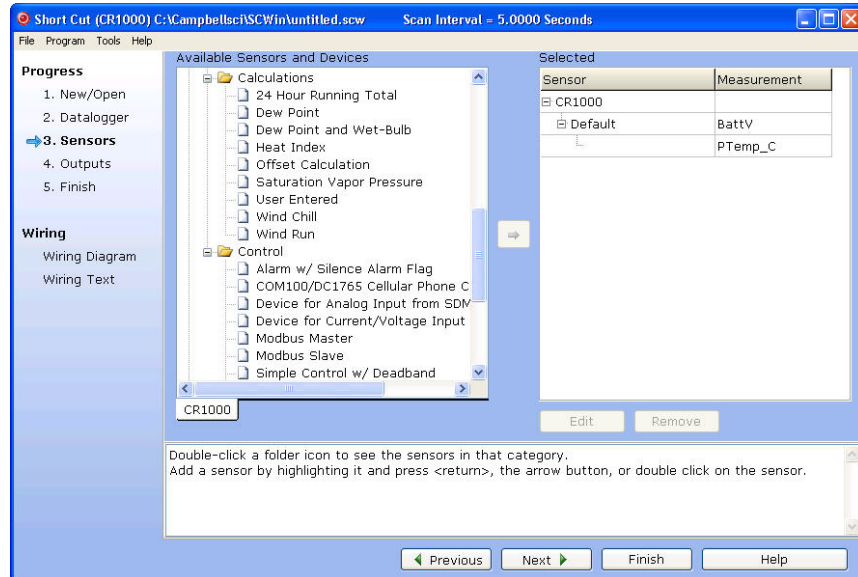 Short Cut (CR1000) C:\Campbellsci\SCWin\untitled.scw Scan Interval = 5.0000 Seconds
File Program Tools Help
Progress
1. New/Open
2. Datalogger
3. Sensors
4. Outputs
5. Finish
Wiring
Wiring Diagram
Wiring Text
Available Sensors and Devices
Calculations
24 Hour Running Total
Dew Point
Dew Point and Wet-Bulb
Heat Index
Offset Calculation
Saturation Vapor Pressure
User Entered
Wind Chill
Wind Run
Control
Alarm w/ Silence Alarm Flag
COM100/DC1765 Cellular Phone C
Device for Analog Input from SDM
Device for Current/Voltage Input
Modbus Master
Modbus Slave
Simple Control w/ Deadband
CR1000
Selected
Sensor Measurement
CR1000
Default BattV
PTemp_C
Edit Remove
Double-click a folder icon to see the sensors in that category.
Add a sensor by highlighting it and press <return>, the arrow button, or double click on the sensor.
Previous Next Finish Help